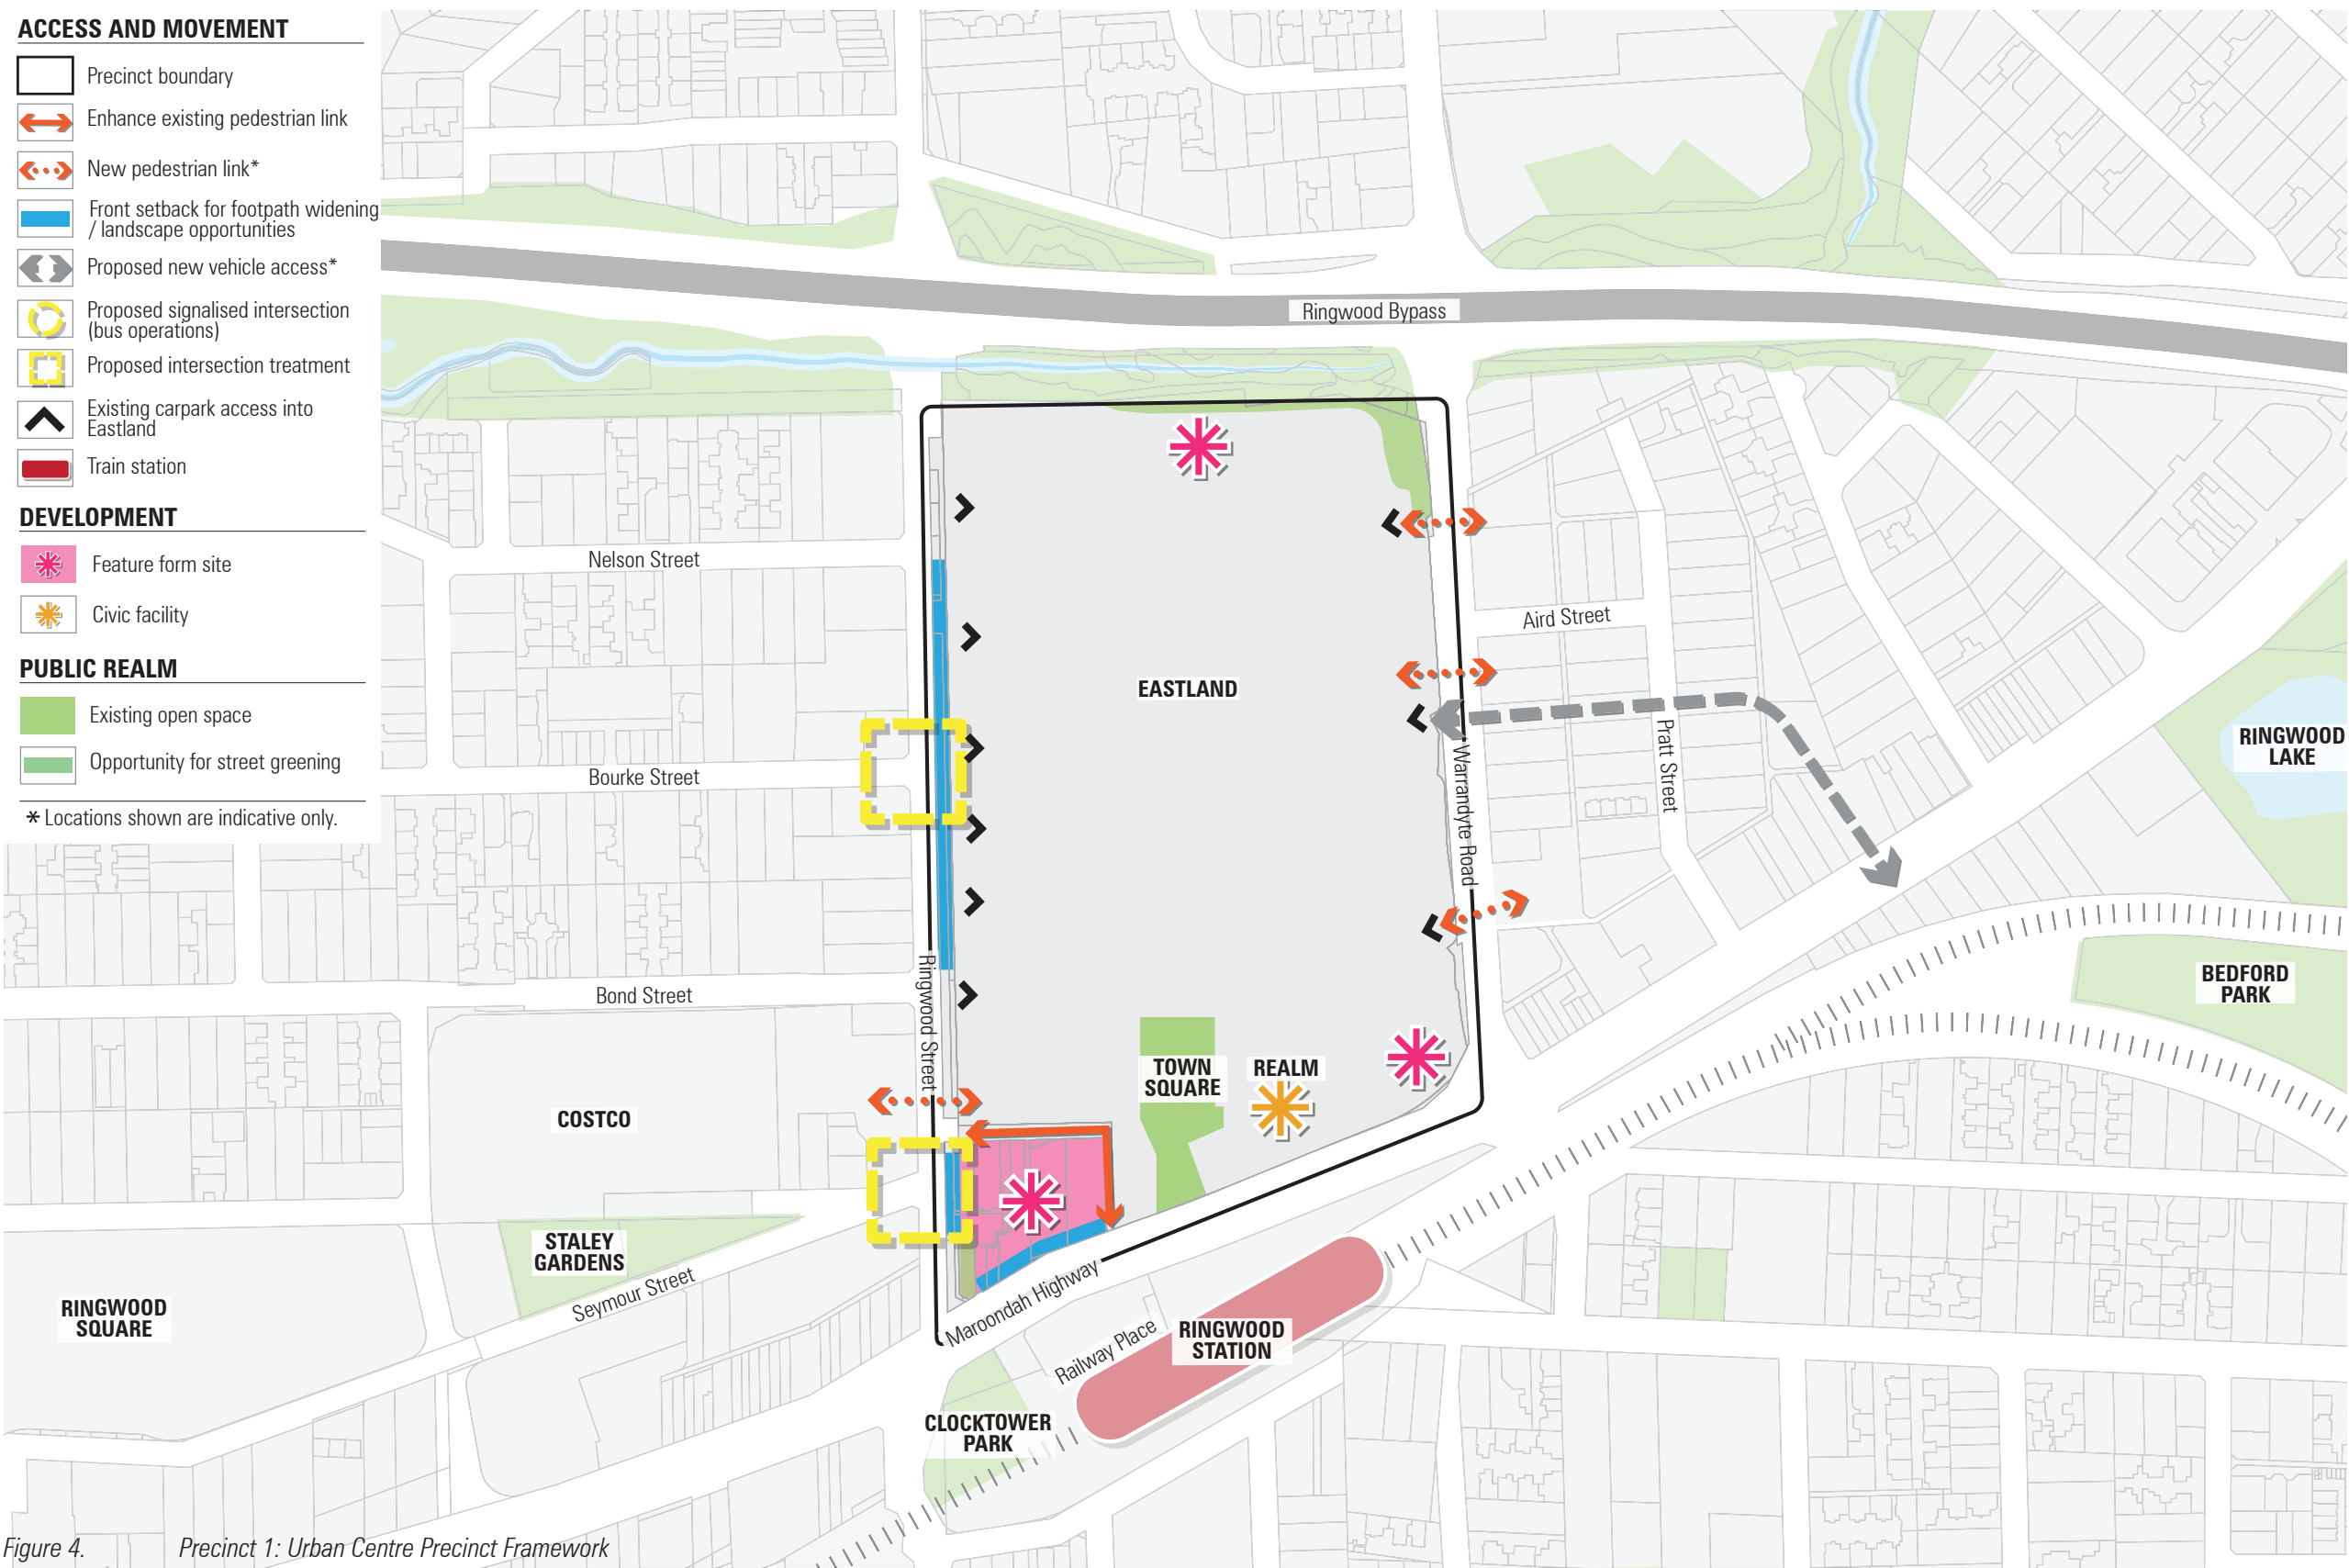 ACCESS AND MOVEMENT
Precinct boundary
Enhance existing pedestrian link
New pedestrian link*
Front setback for footpath widening
/ landscape opportunities
Proposed new vehicle access*
Proposed signalised intersection
(bus operations)
Proposed intersection treatment
Existing carpark access into
Eastland
Train station
DEVELOPMENT
Feature form site
Civic facility
PUBLIC REALM
Existing open space
Opportunity for street greening
* Locations shown are indicative only.
Ringwood Bypass
Nelson Street
Aird Street
EASTLAND
Bourke Street
Pratt Street
Warrandyte Road
RINGWOOD
LAKE
Bond Street
Ringwood Street
BEDFORD
PARK
COSTCO
TOWN
SQUARE
REALM
STALEY
GARDENS
Seymour Street
RINGWOOD
SQUARE
Maroondah Highway
Railway Place
RINGWOOD
STATION
CLOCKTOWER
PARK
Figure 4. Precinct 1: Urban Centre Precinct Framework